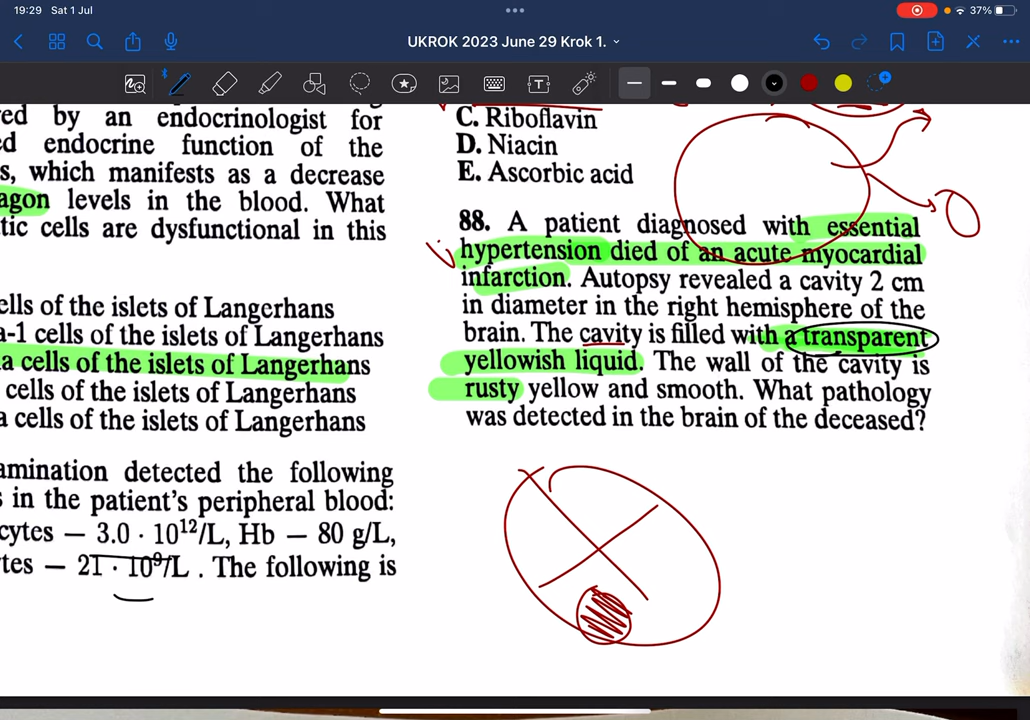 19:29 Sat 1 Jul
37%
UKROK 2023 June 29 Krok 1.
ed by an endocrinologist for
d endocrine function of the
s, which manifests as a decrease
agon levels in the blood. What
tic cells are dysfunctional in this
ells of the islets of Langerhans
a-1 cells of the islets of Langerhans
a cells of the islets of Langerhans
cells of the islets of Langerhans
a cells of the islets of Langerhans
amination detected the following
s in the patient's peripheral blood:
cytes — 3.0 · 10¹²/L, Hb — 80 g/L,
tes — 21 · 10⁹/L . The following is
C. Riboflavin
D. Niacin
E. Ascorbic acid
88. A patient diagnosed with essential
hypertension died of an acute myocardial
infarction. Autopsy revealed a cavity 2 cm
in diameter in the right hemisphere of the
brain. The cavity is filled with a transparent
yellowish liquid. The wall of the cavity is
rusty yellow and smooth. What pathology
was detected in the brain of the deceased?